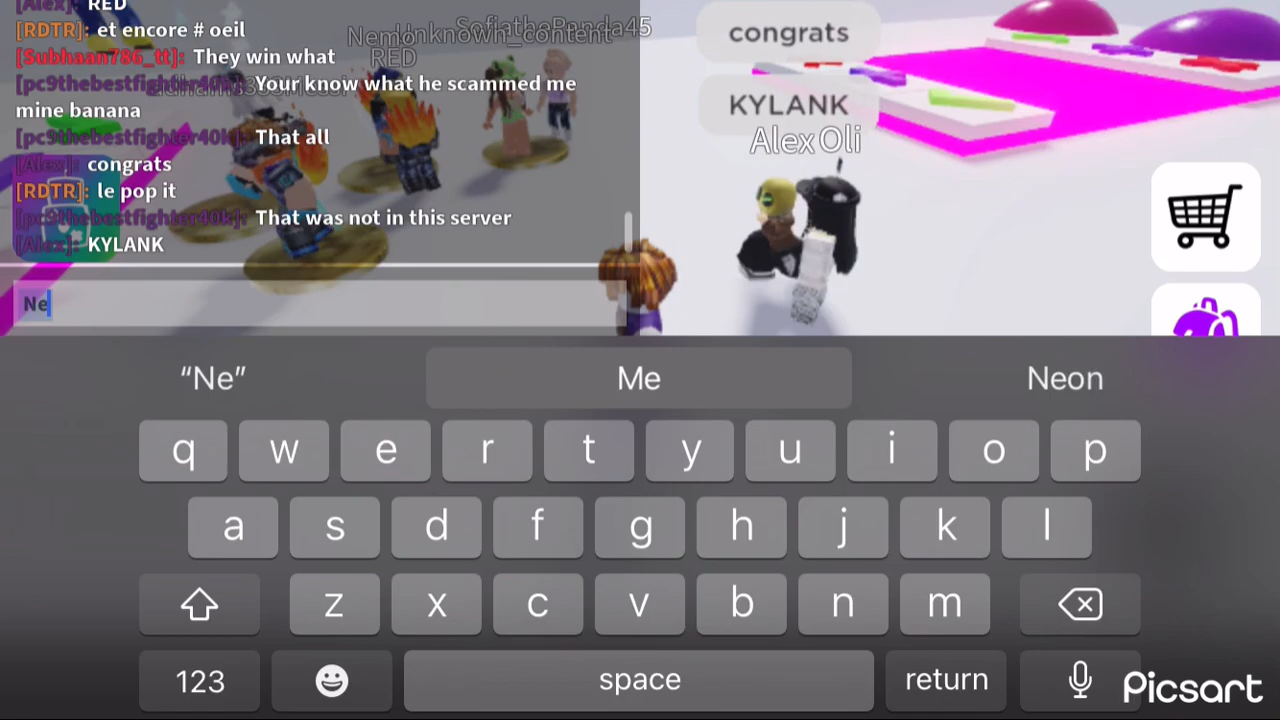 [Alex]: RED
[RDTR]: et encore # oeil
[Subhaan786_tt]: They win what
[pc9thebestfighter40k]: Your know what he scammed me
mine banana
[pc9thebestfighter40k]: That all
[Alex]: congrats
[RDTR]: le pop it
[pc9thebestfighter40k]: That was not in this server
[Alex]: KYLANK
SofiathePanda45
RED
congrats
KYLANK
Alex Oli
Ne
“Ne” Me Neon
q w e r t y u i o p
a s d f g h j k l
z x c v b n m
123 space return
Picsart